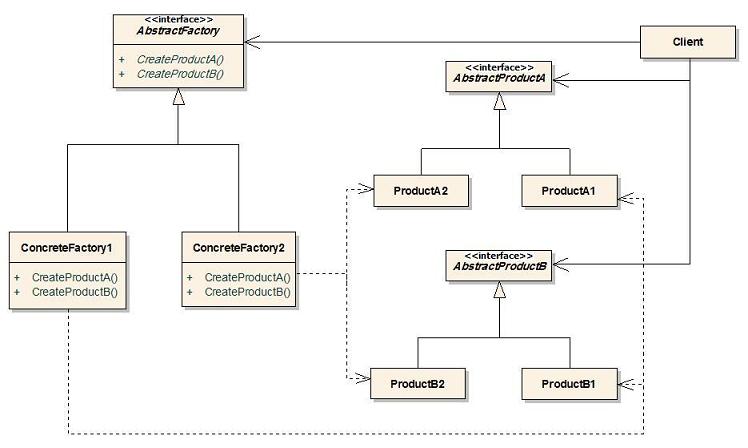 <<interface>>
AbstractFactory
+ CreateProductA()
+ CreateProductB()
Client
<<interface>>
AbstractProductA
ProductA2
ProductA1
ConcreteFactory1
+ CreateProductA()
+ CreateProductB()
ConcreteFactory2
+ CreateProductA()
+ CreateProductB()
<<interface>>
AbstractProductB
ProductB2
ProductB1